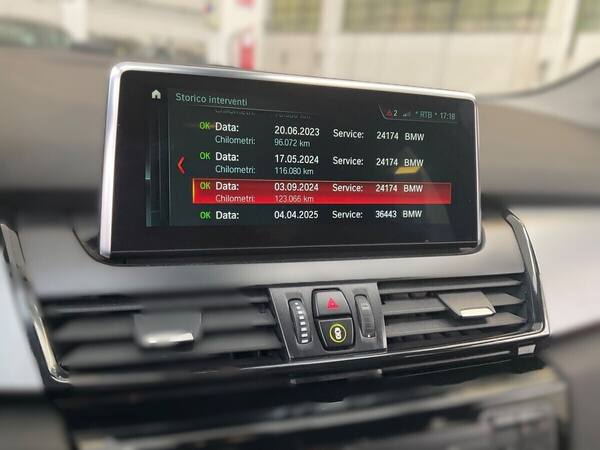 Storico interventi
2 * RTB * 17:18
OK Data: 20.06.2023 Service: 24174 BMW
Chilometri: 96.072 km
OK Data: 17.05.2024 Service: 24174 BMW
Chilometri: 116.080 km
OK Data: 03.09.2024 Service: 24174 BMW
Chilometri: 123.066 km
OK Data: 04.04.2025 Service: 36443 BMW